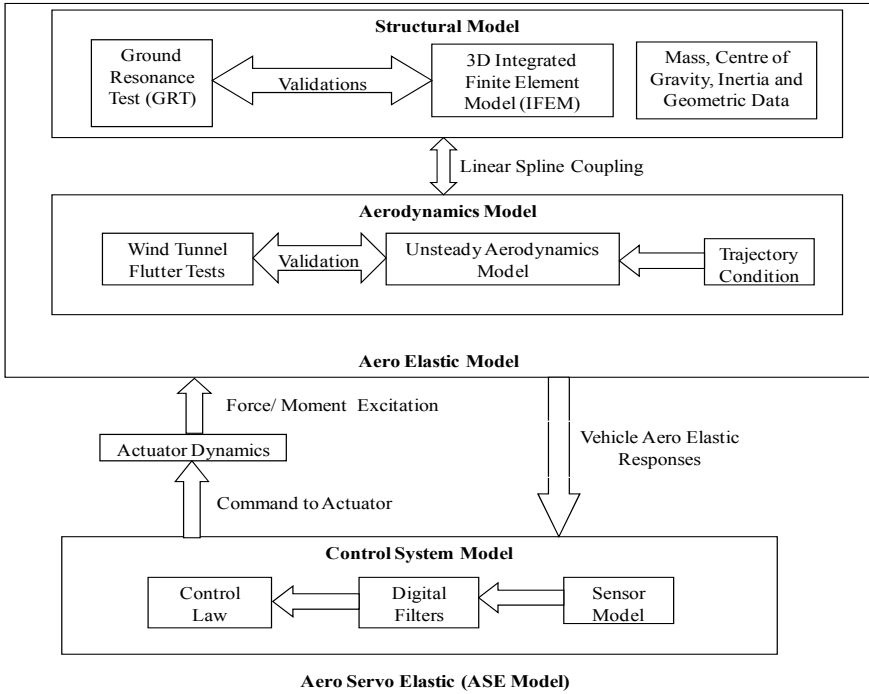 Structural Model
Ground
Resonance
Test (GRT)
Validations
3D Integrated
Finite Element
Model (IFEM)
Mass, Centre of
Gravity, Inertia and
Geometric Data
Linear Spline Coupling
Aerodynamics Model
Wind Tunnel
Flutter Tests
Validation
Unsteady Aerodynamics
Model
Trajectory
Condition
Aero Elastic Model
Force/ Moment Excitation
Actuator Dynamics
Command to Actuator
Vehicle Aero Elastic
Responses
Control System Model
Control
Law
Digital
Filters
Sensor
Model
Aero Servo Elastic (ASE Model)